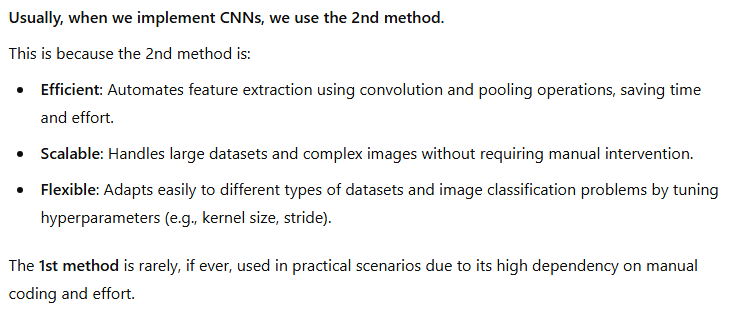 Usually, when we implement CNNs, we use the 2nd method.
This is because the 2nd method is:
• Efficient: Automates feature extraction using convolution and pooling operations, saving time
and effort.
• Scalable: Handles large datasets and complex images without requiring manual intervention.
• Flexible: Adapts easily to different types of datasets and image classification problems by tuning
hyperparameters (e.g., kernel size, stride).
The 1st method is rarely, if ever, used in practical scenarios due to its high dependency on manual
coding and effort.